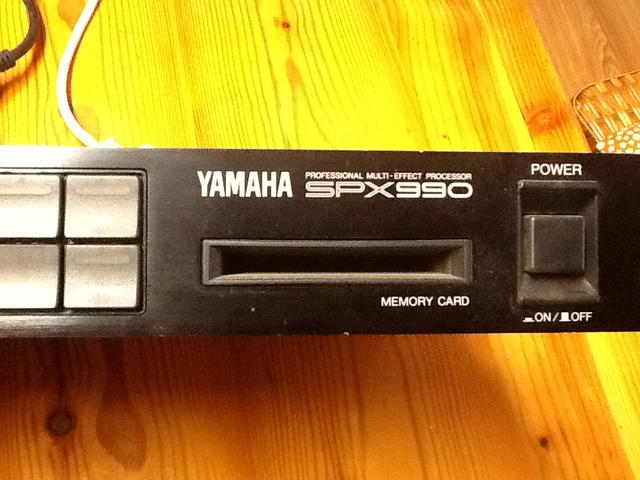 YAMAHA
PROFESSIONAL MULTI-EFFECT PROCESSOR
SPX990
MEMORY CARD
POWER
ON/ OFF